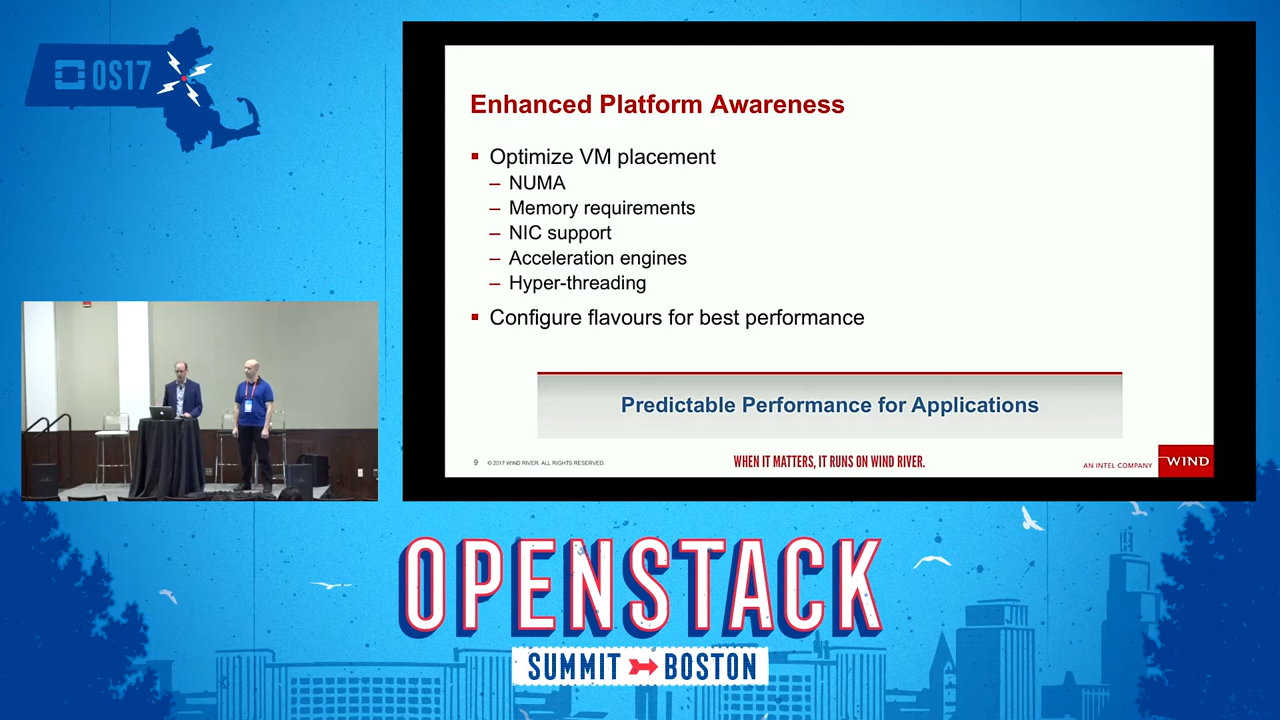 OS17
Enhanced Platform Awareness
Optimize VM placement
– NUMA
– Memory requirements
– NIC support
– Acceleration engines
– Hyper-threading
Configure flavours for best performance
Predictable Performance for Applications
9 © 2017 WIND RIVER. ALL RIGHTS RESERVED.
WHEN IT MATTERS, IT RUNS ON WIND RIVER.
AN INTEL COMPANY
WIND
OPENSTACK
SUMMIT BOSTON